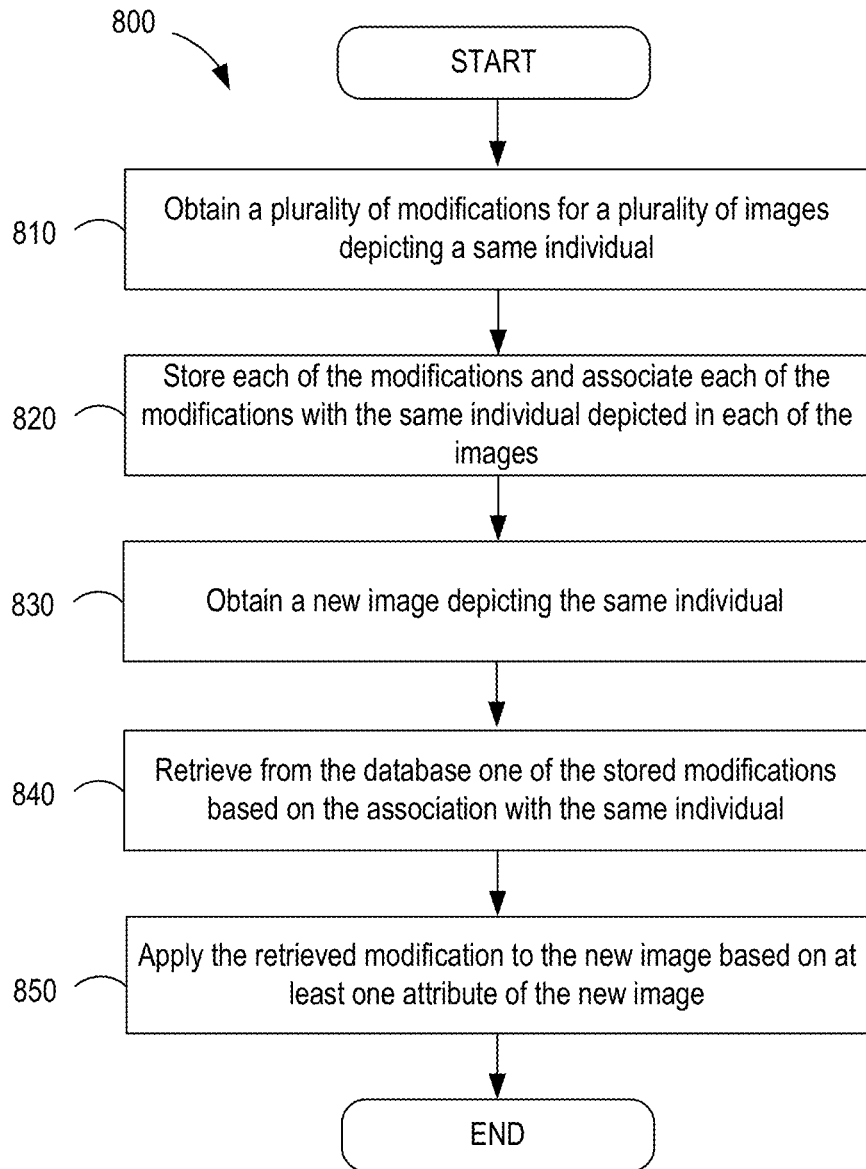 800
START
810
Obtain a plurality of modifications for a plurality of images
depicting a same individual
820
Store each of the modifications and associate each of the
modifications with the same individual depicted in each of the
images
830
Obtain a new image depicting the same individual
840
Retrieve from the database one of the stored modifications
based on the association with the same individual
850
Apply the retrieved modification to the new image based on at
least one attribute of the new image
END